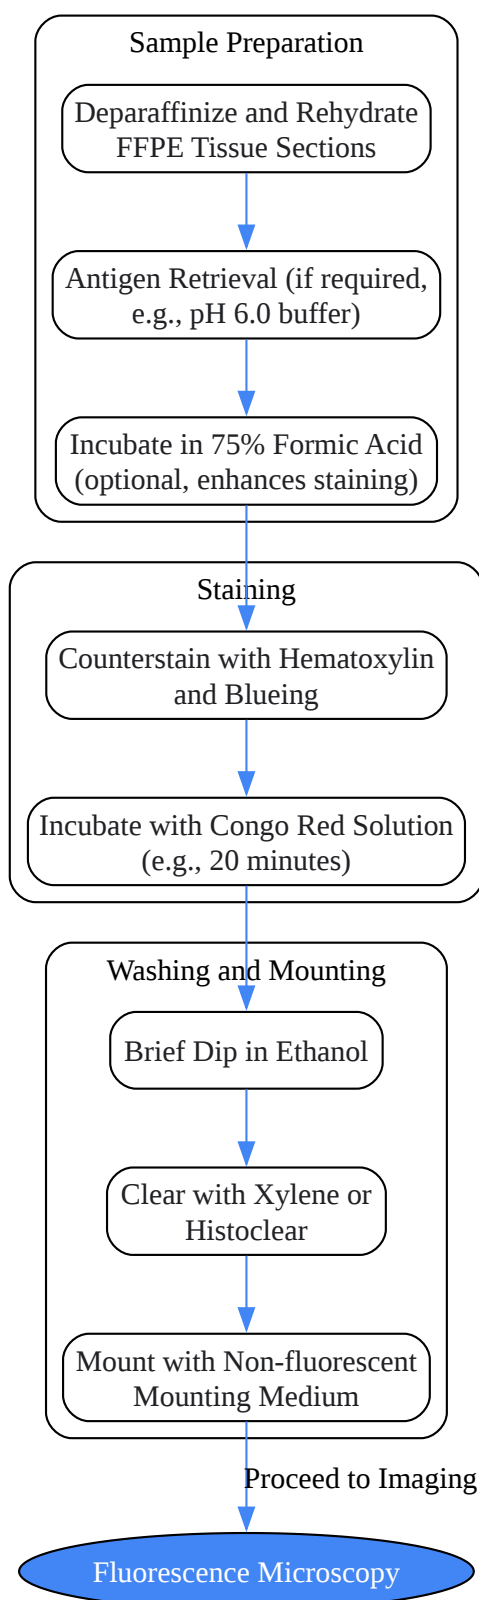 Sample Preparation
Deparaffinize and Rehydrate
FFPE Tissue Sections
Antigen Retrieval (if required,
e.g., pH 6.0 buffer)
Incubate in 75% Formic Acid
(optional, enhances staining)
Staining
Counterstain with Hematoxylin
and Blueing
Incubate with Congo Red Solution
(e.g., 20 minutes)
Washing and Mounting
Brief Dip in Ethanol
Clear with Xylene or
Histoclear
Mount with Non-fluorescent
Mounting Medium
Proceed to Imaging
Fluorescence Microscopy